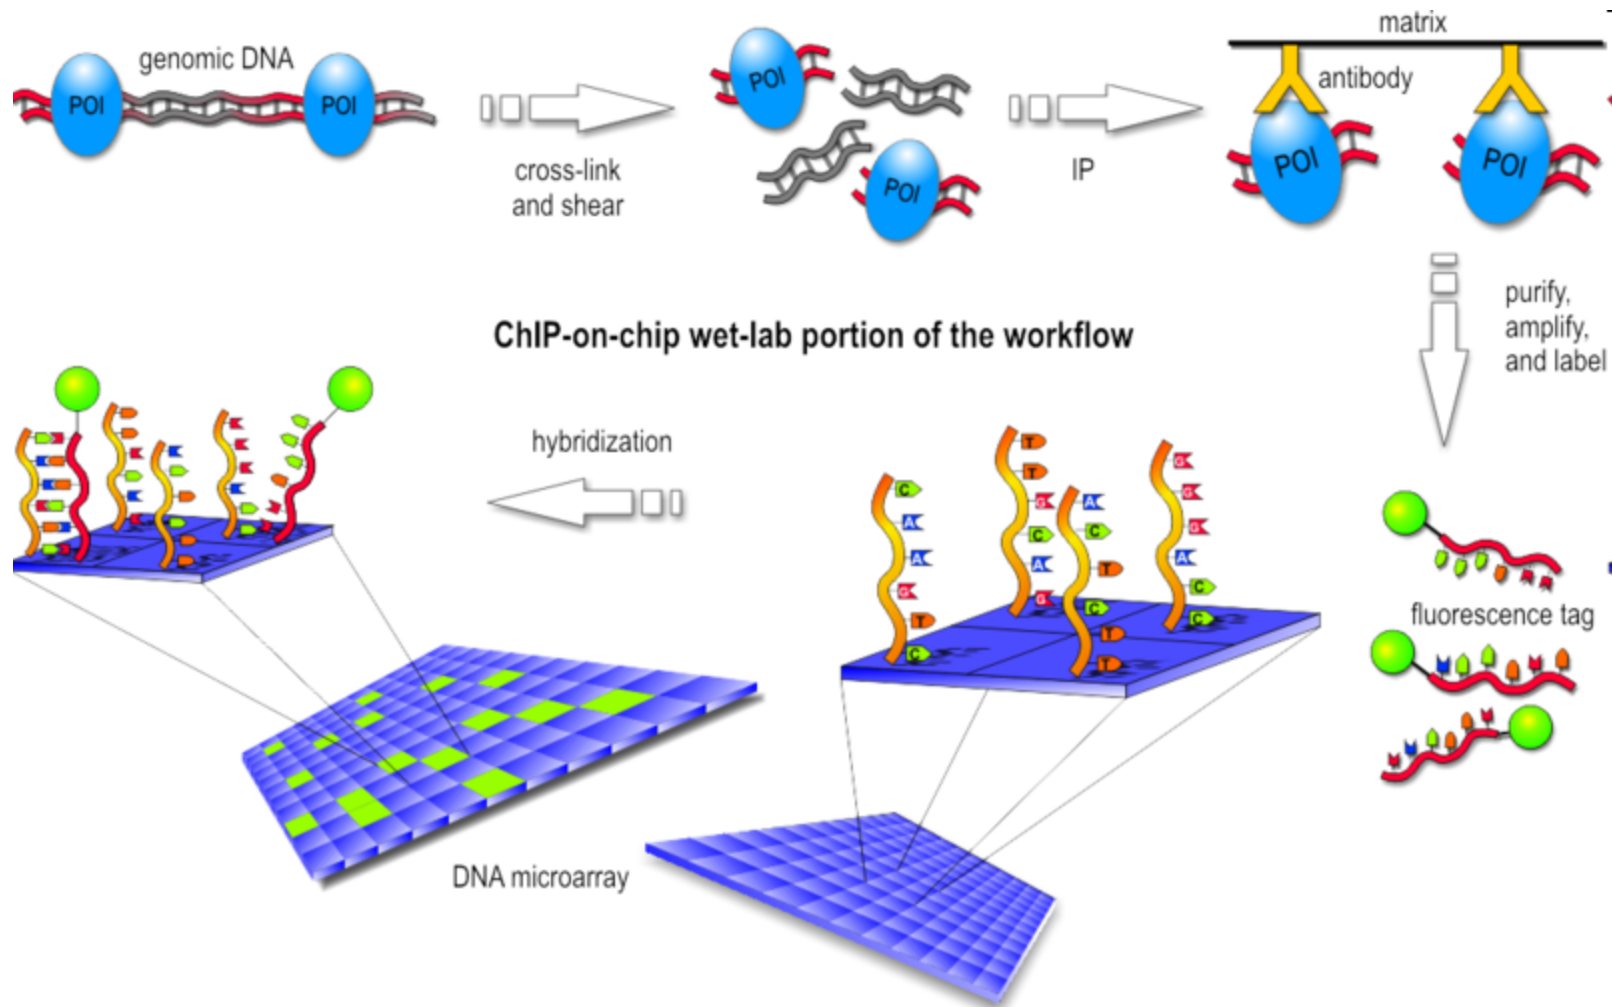 genomic DNA
POI
POI
cross-link
and shear
POI
POI
IP
matrix
antibody
POI
POI
purify,
amplify,
and label
ChIP-on-chip wet-lab portion of the workflow
hybridization
C
A
A
G
T
C
T
T
G
C
A
G
A
C
T
C
T
T
G
G
G
A
C
C
fluorescence tag
DNA microarray